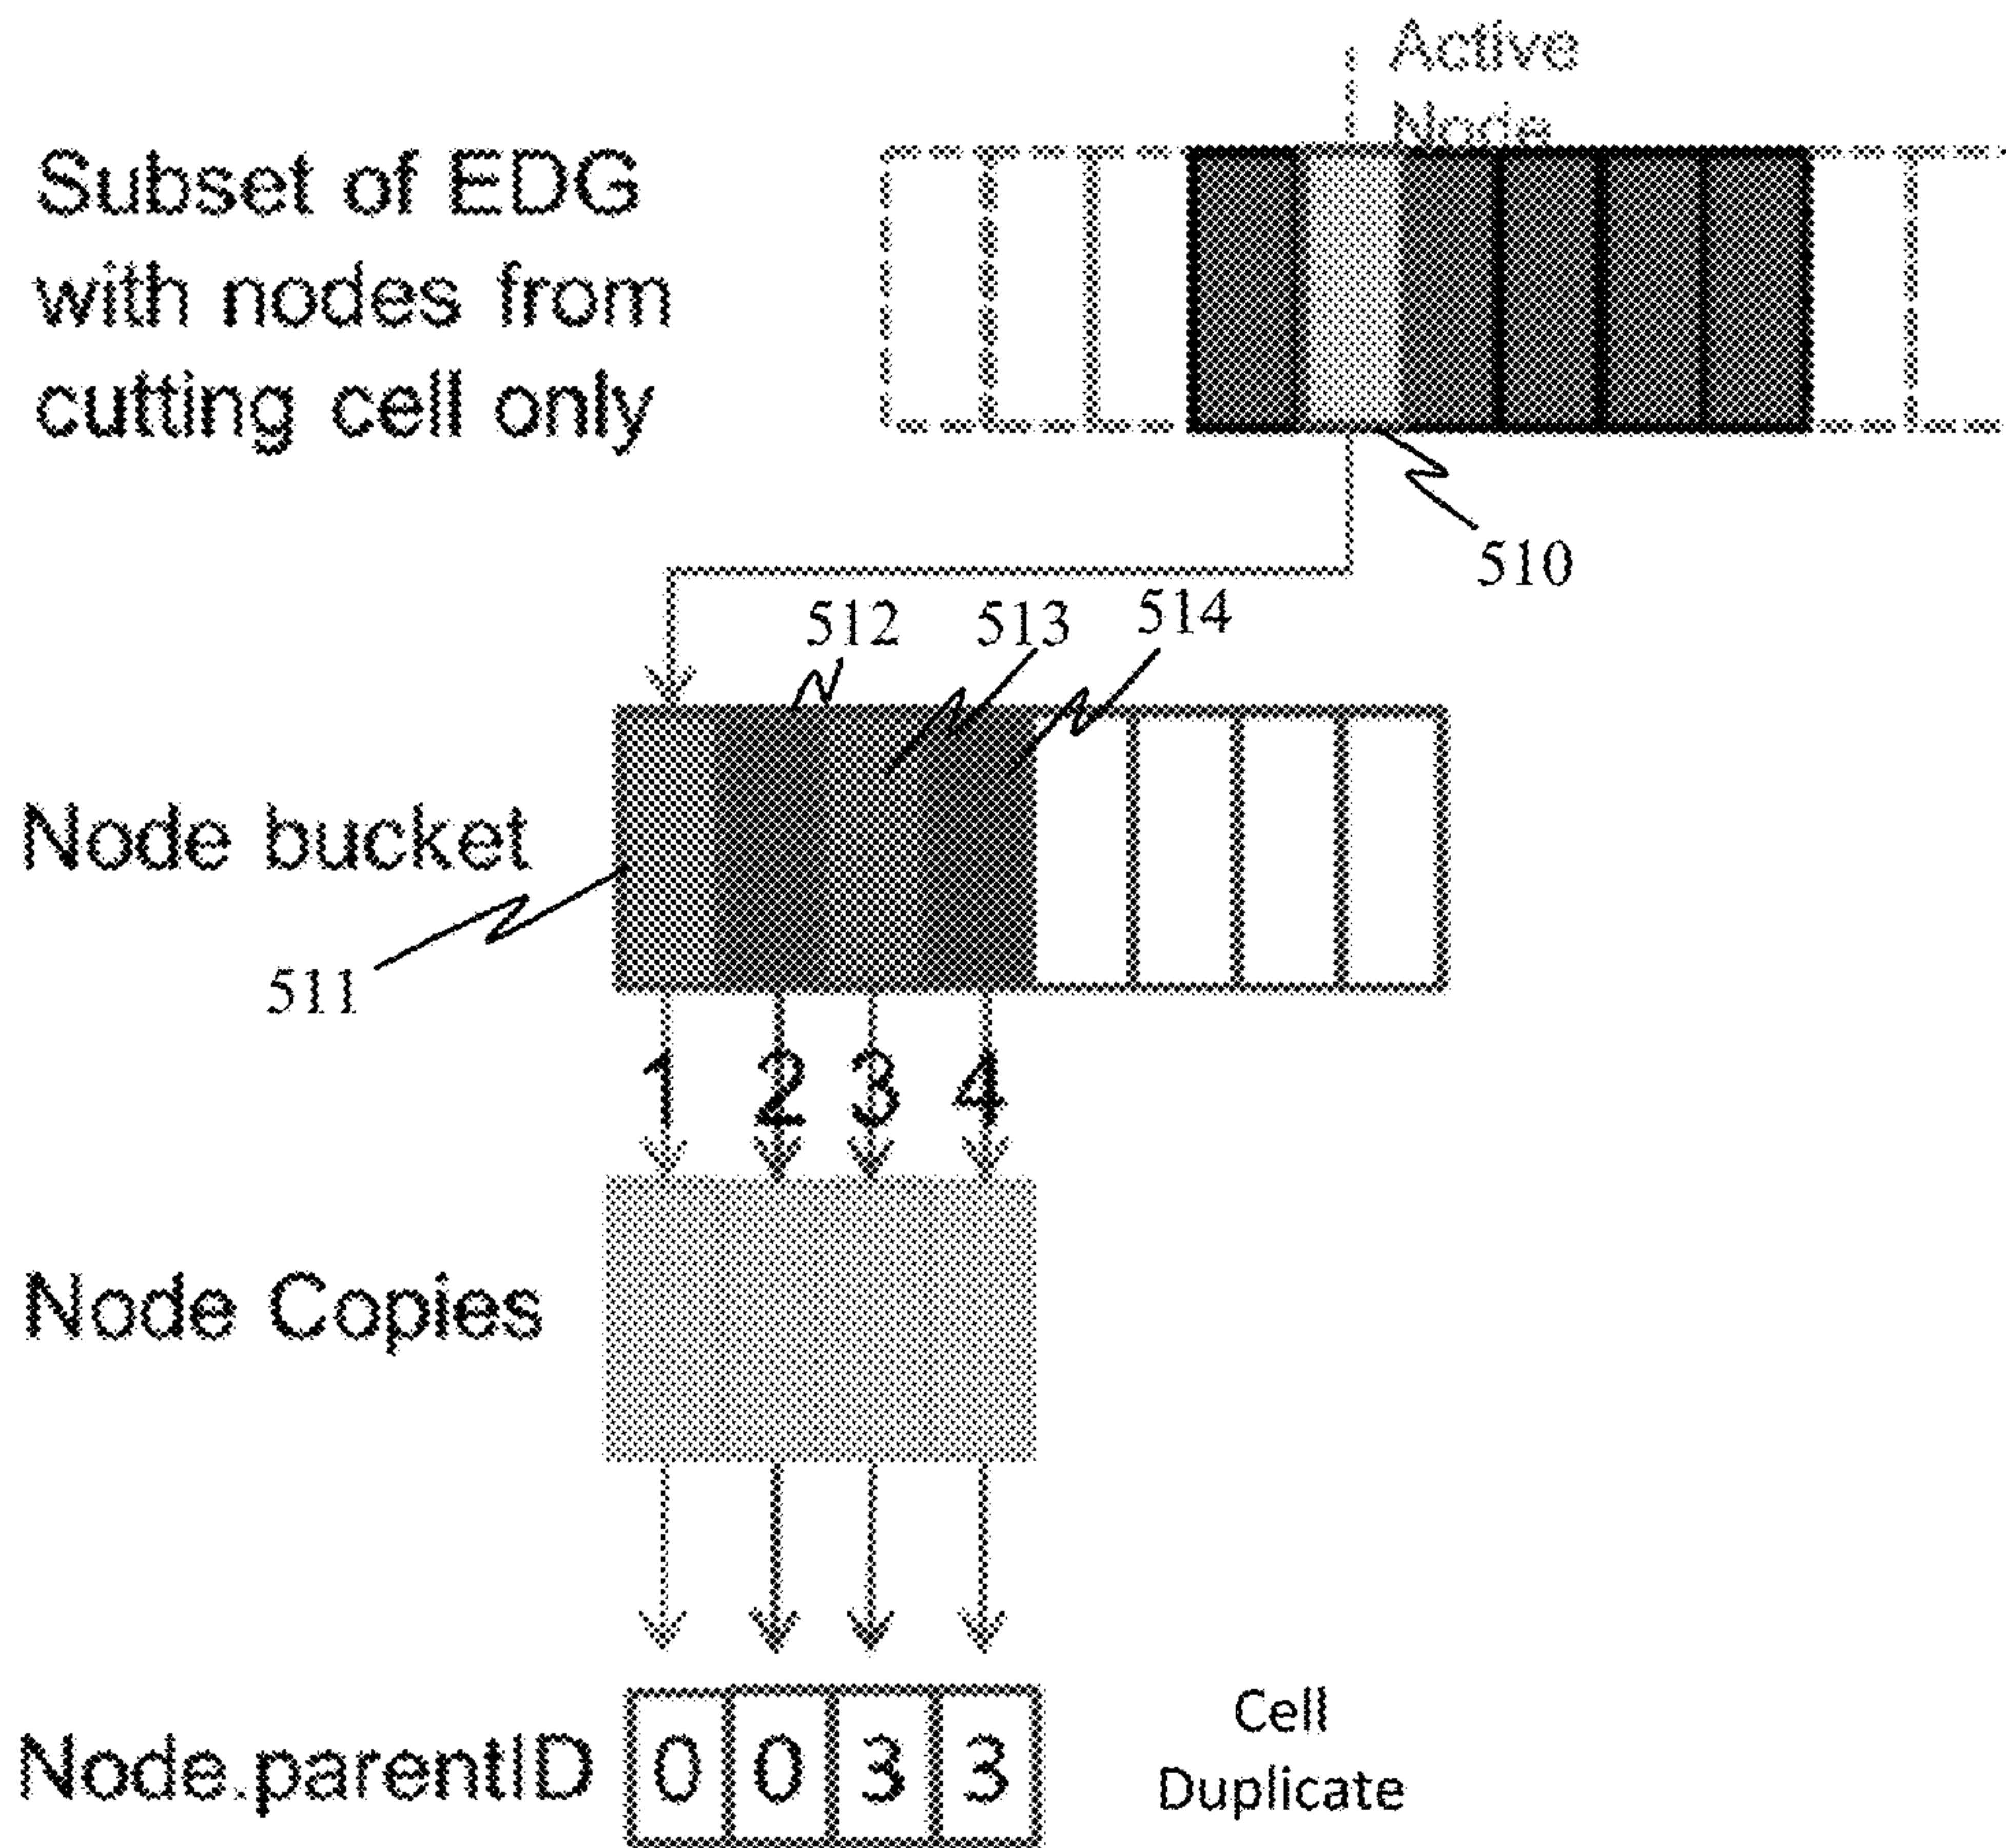 Active
Node
Subset of EDG
with nodes from
cutting cell only
510
512 513 514
Node bucket
511
1 2 3 4
Node Copies
Node.parentID 0 0 3 3
Cell
Duplicate